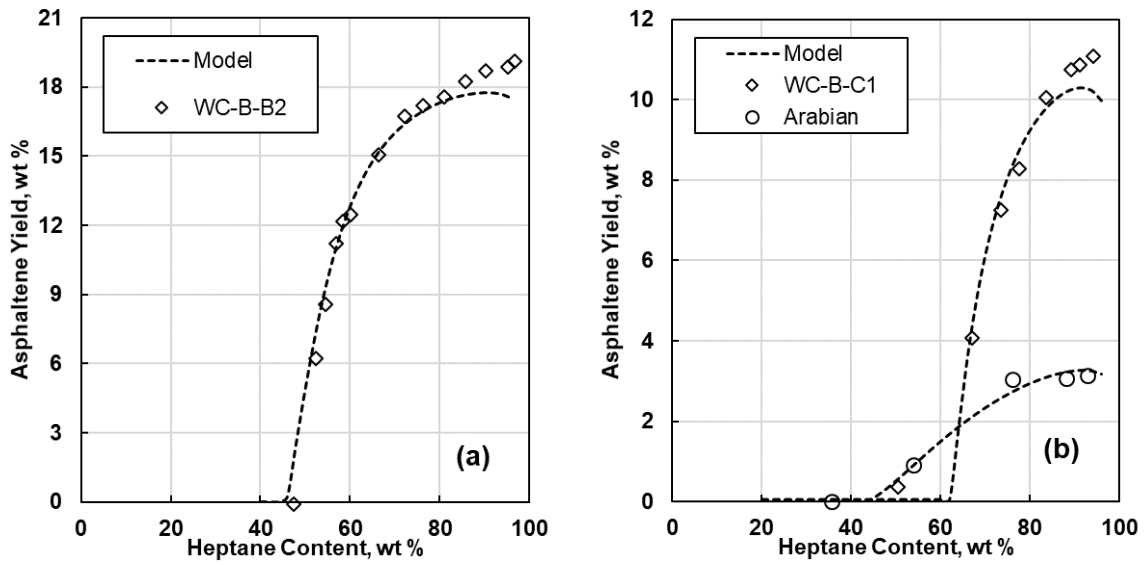 21
18
15
12
9
6
3
0
Asphaltene Yield, wt %
Model
WC-B-B2
(a)
0 20 40 60 80 100
Heptane Content, wt %
12
10
8
6
4
2
0
Asphaltene Yield, wt %
Model
WC-B-C1
Arabian
(b)
0 20 40 60 80 100
Heptane Content, wt %